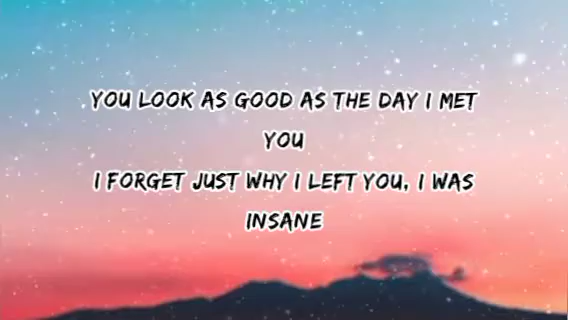 YOU LOOK AS GOOD AS THE DAY I MET
YOU
I FORGET JUST WHY I LEFT YOU, I WAS
INSANE